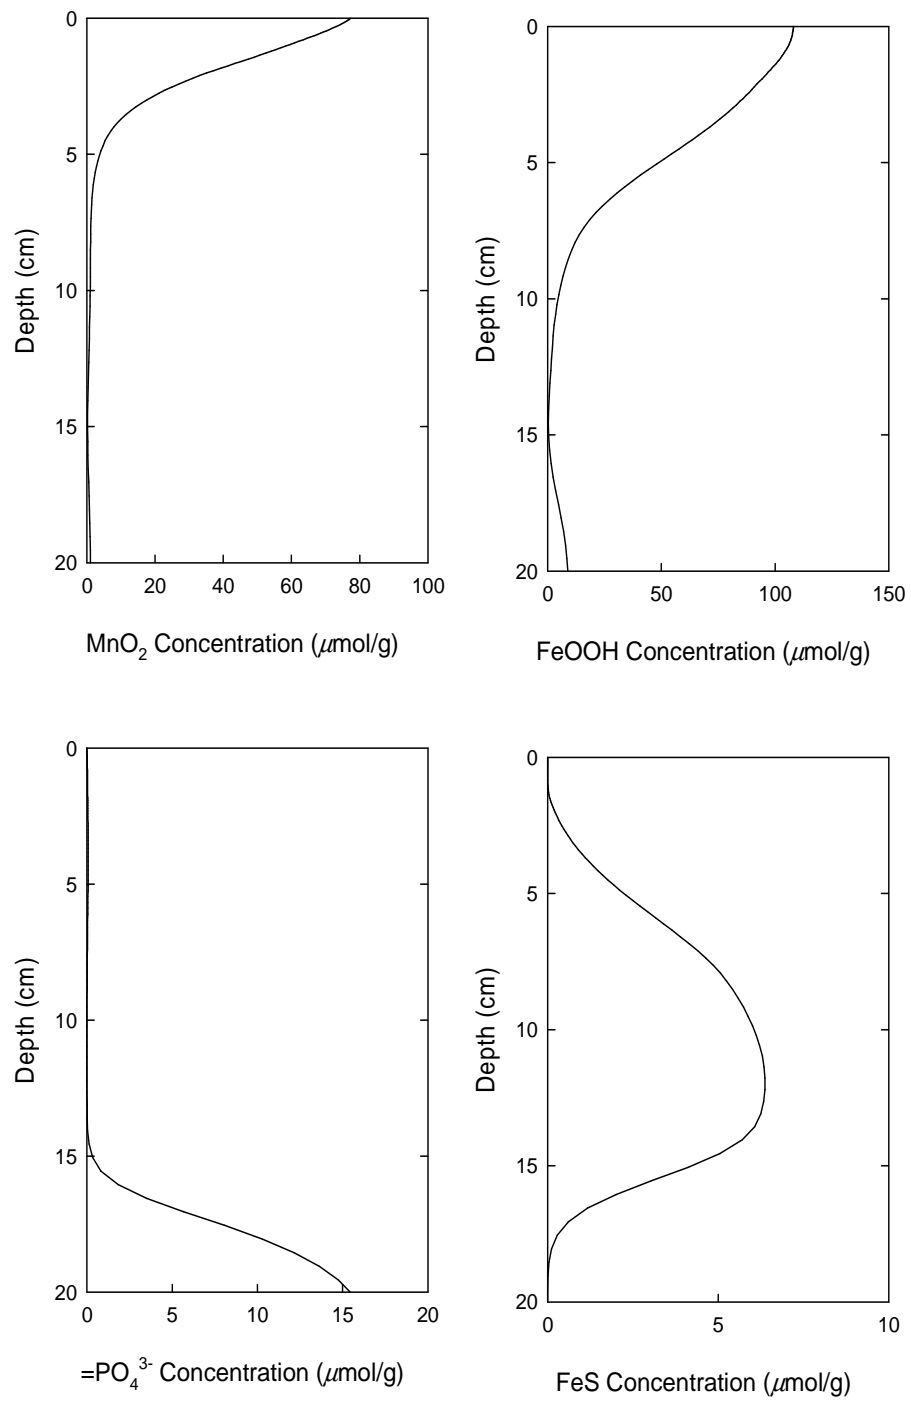 0
5
10
15
20
Depth (cm)
0 20 40 60 80 100
MnO2 Concentration (μmol/g)
0
5
10
15
20
Depth (cm)
0 50 100 150
FeOOH Concentration (μmol/g)
0
5
10
15
20
Depth (cm)
0 5 10 15 20
=PO4 3- Concentration (μmol/g)
0
5
10
15
20
Depth (cm)
0 5 10
FeS Concentration (μmol/g)